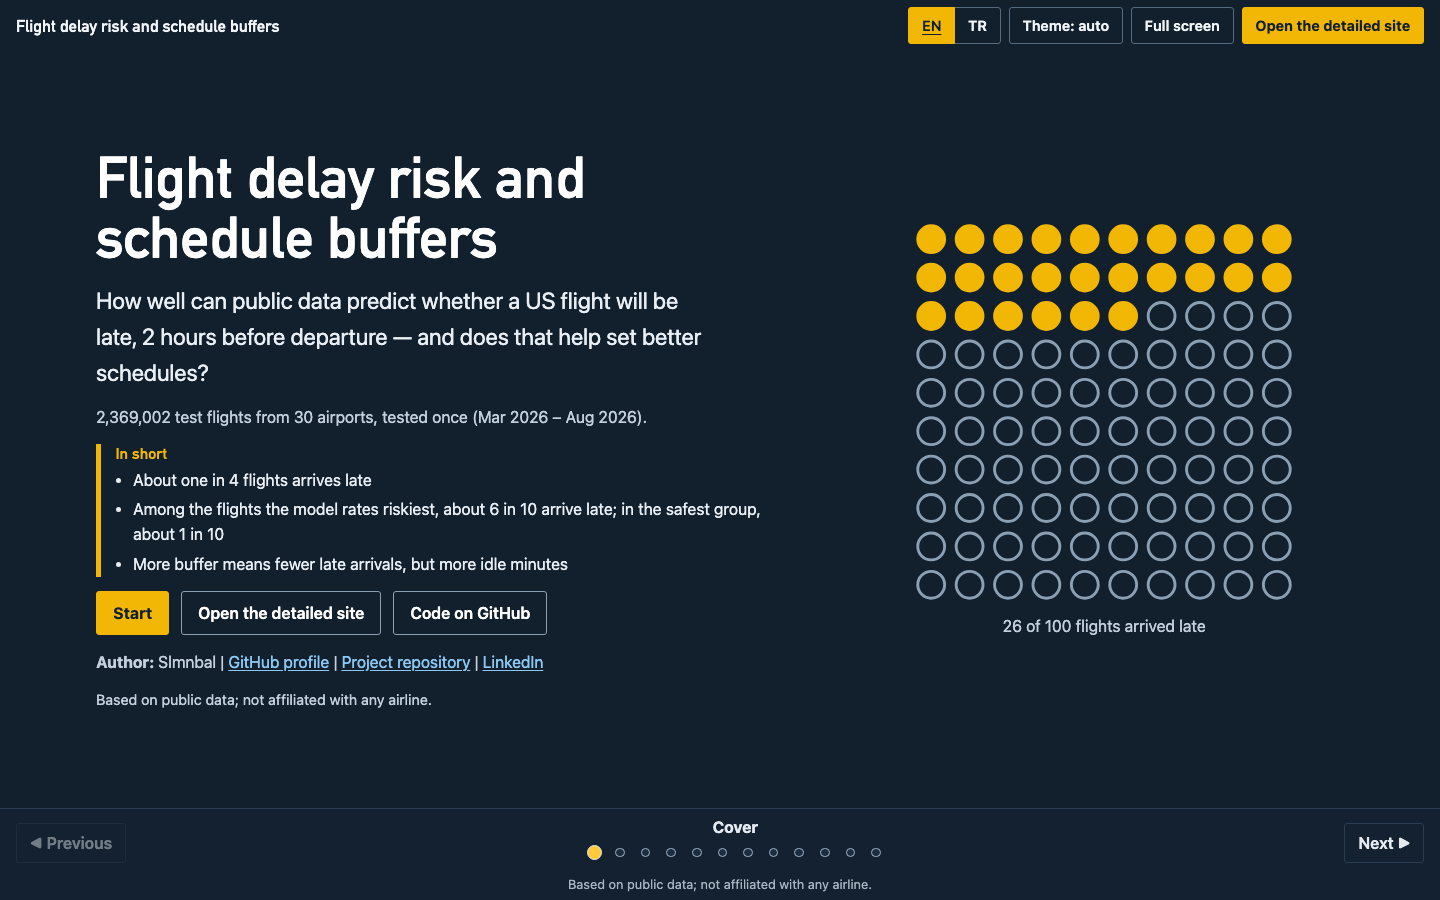 Flight delay risk and schedule buffers
EN TR Theme: auto Full screen Open the detailed site
Flight delay risk and
schedule buffers
How well can public data predict whether a US flight will be
late, 2 hours before departure — and does that help set better
schedules?
2,369,002 test flights from 30 airports, tested once (Mar 2026 – Aug 2026).
In short
• About one in 4 flights arrives late
• Among the flights the model rates riskiest, about 6 in 10 arrive late; in the safest group,
about 1 in 10
• More buffer means fewer late arrivals, but more idle minutes
Start Open the detailed site Code on GitHub
Author: Slmnbal | GitHub profile | Project repository | LinkedIn
Based on public data; not affiliated with any airline.
26 of 100 flights arrived late
◀ Previous
Cover
Next ▶
Based on public data; not affiliated with any airline.